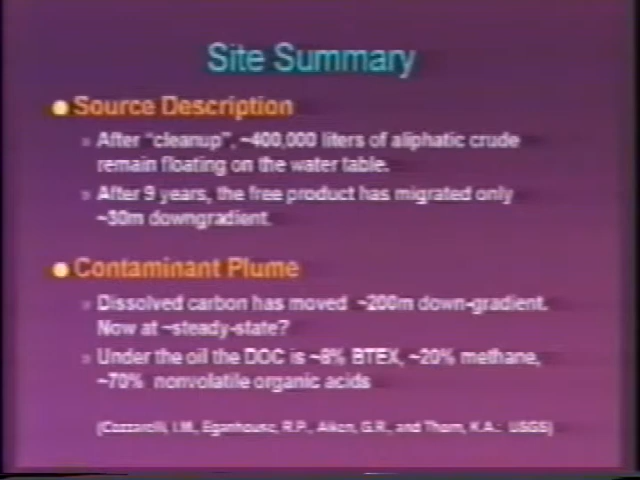 Site Summary
Source Description
» After "cleanup", ~400,000 liters of aliphatic crude
remain floating on the water table.
» After 9 years, the free product has migrated only
~30m downgradient.
Contaminant Plume
» Dissolved carbon has moved ~200m down-gradient.
Now at ~steady-state?
» Under the oil the DOC is ~8% BTEX, ~20% methane,
~70% nonvolatile organic acids
(Cozzarelli, I.M., Eganhouse, R.P., Aiken, G.R., and Thorn, K.A.: USGS)